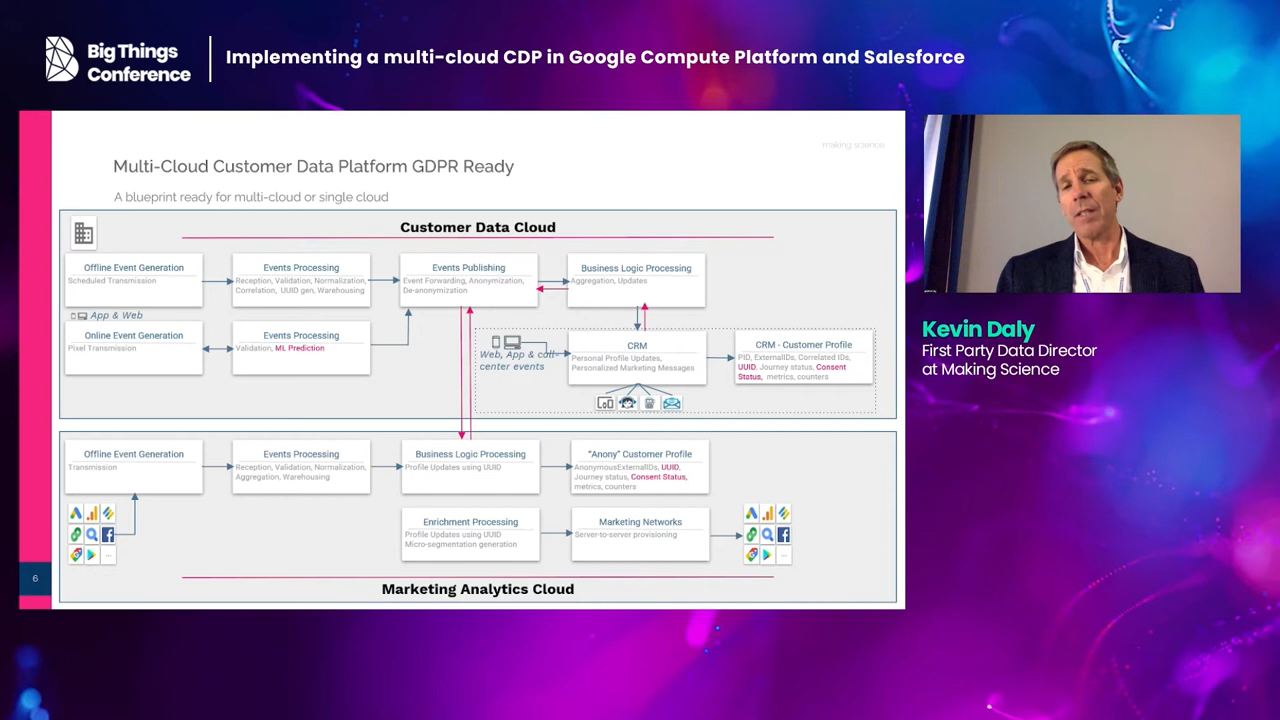 Big Things
Conference
Implementing a multi-cloud CDP in Google Compute Platform and Salesforce
making science
Multi-Cloud Customer Data Platform GDPR Ready
A blueprint ready for multi-cloud or single cloud
Customer Data Cloud
Offline Event Generation
Scheduled Transmission
Events Processing
Reception, Validation, Normalization,
Correlation, UUID gen, Warehousing
Events Publishing
Event Forwarding, Anonymization,
De-anonymization
Business Logic Processing
Aggregation, Updates
App & Web
Online Event Generation
Pixel Transmission
Events Processing
Validation, ML Prediction
Web, App & call-
center events
CRM
Personal Profile Updates,
Personalized Marketing Messages
CRM - Customer Profile
PID, ExternalIDs, Correlated IDs,
UUID, Journey status, Consent
Status, metrics, counters
Offline Event Generation
Transmission
Events Processing
Reception, Validation, Normalization,
Aggregation, Warehousing
Business Logic Processing
Profile Updates using UUID
"Anony" Customer Profile
AnonymousExternalIDs, UUID,
Journey status, Consent Status,
metrics, counters
Enrichment Processing
Profile Updates using UUID
Micro-segmentation generation
Marketing Networks
Server-to-server provisioning
...
...
Marketing Analytics Cloud
6
Kevin Daly
First Party Data Director
at Making Science